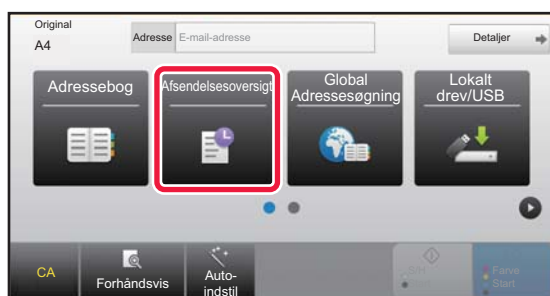 Original
A4
Adresse
E-mail-adresse
Detaljer
Adressebog
Afsendelsesoversigt
Global
Adressesøgning
Lokalt
drev/USB
CA
Forhåndsvis
Auto-
indstil
S/H
Start
Farve
Start